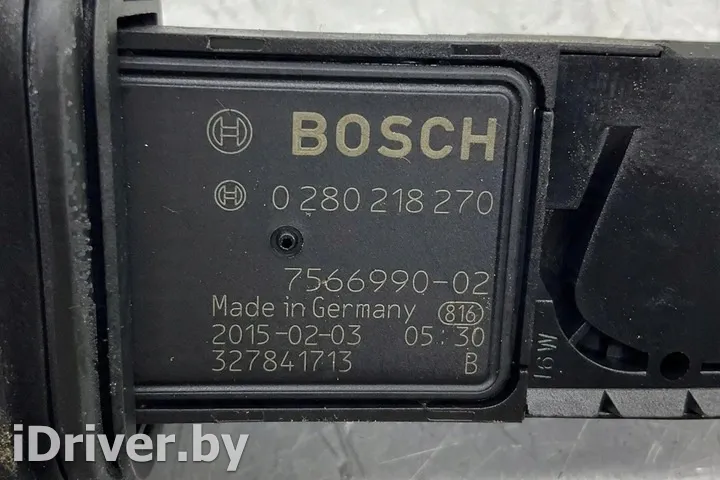 BOSCH
0 280 218 270
7566990-02
Made in Germany 816
2015-02-03 05:30
327841713 B
16W
iDriver.by